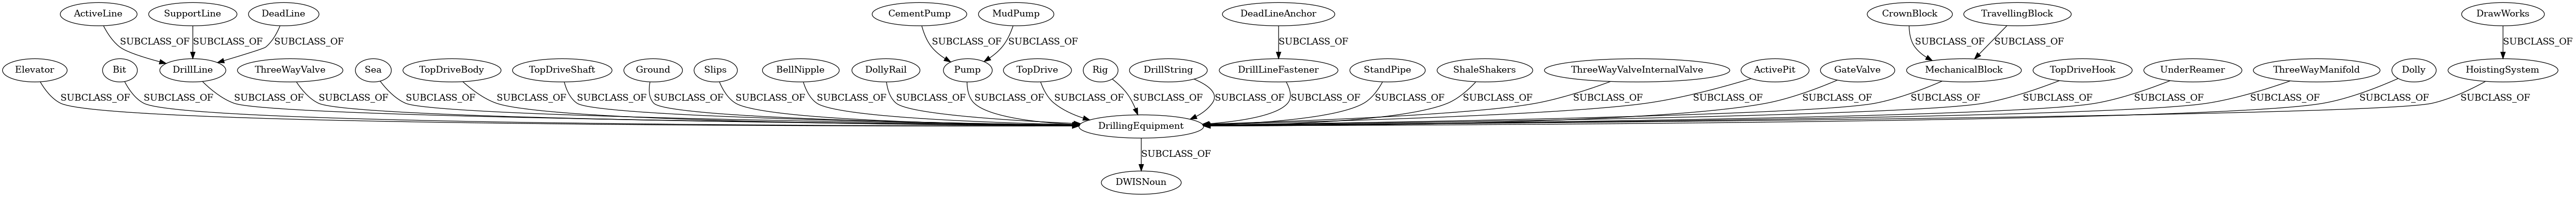 ActiveLine SupportLine DeadLine CementPump MudPump DeadLineAnchor CrownBlock TravellingBlock DrawWorks
SUBCLASS_OF SUBCLASS_OF SUBCLASS_OF SUBCLASS_OF SUBCLASS_OF SUBCLASS_OF SUBCLASS_OF SUBCLASS_OF SUBCLASS_OF
Elevator Bit DrillLine ThreeWayValve Sea TopDriveBody TopDriveShaft Ground Slips BellNipple DollyRail Pump TopDrive Rig DrillString DrillLineFastener StandPipe ShaleShakers ThreeWayValveInternalValve ActivePit GateValve MechanicalBlock TopDriveHook UnderReamer ThreeWayManifold Dolly HoistingSystem
SUBCLASS_OF SUBCLASS_OF SUBCLASS_OF SUBCLASS_OF SUBCLASS_OF SUBCLASS_OF SUBCLASS_OF SUBCLASS_OF SUBCLASS_OF SUBCLASS_OF SUBCLASS_OF SUBCLASS_OF SUBCLASS_OF SUBCLASS_OF SUBCLASS_OF SUBCLASS_OF SUBCLASS_OF SUBCLASS_OF SUBCLASS_OF SUBCLASS_OF SUBCLASS_OF SUBCLASS_OF SUBCLASS_OF SUBCLASS_OF SUBCLASS_OF SUBCLASS_OF SUBCLASS_OF
DrillingEquipment
SUBCLASS_OF
DWISNoun